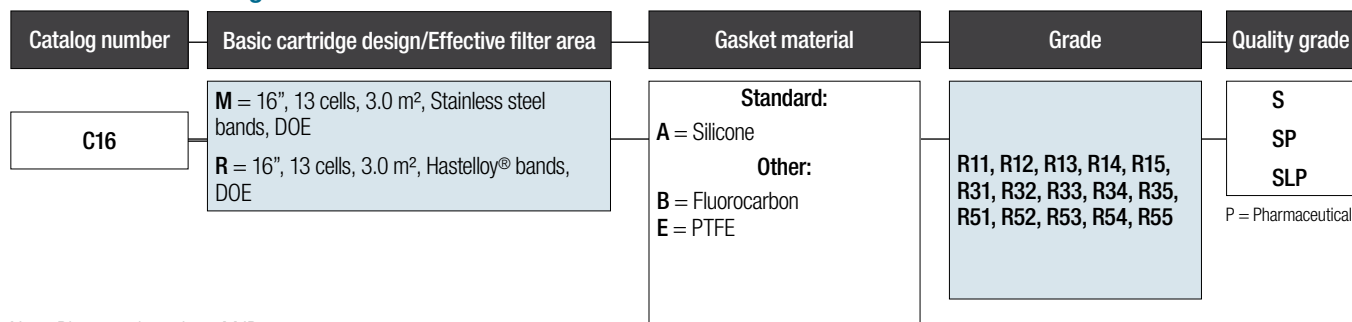 Catalog number
Basic cartridge design/Effective filter area
Gasket material
Grade
Quality grade
C16
M = 16”, 13 cells, 3.0 m², Stainless steel
bands, DOE
R = 16”, 13 cells, 3.0 m², Hastelloy® bands,
DOE
Standard:
A = Silicone
Other:
B = Fluorocarbon
E = PTFE
R11, R12, R13, R14, R15,
R31, R32, R33, R34, R35,
R51, R52, R53, R54, R55
S
SP
SLP
P = Pharmaceutical